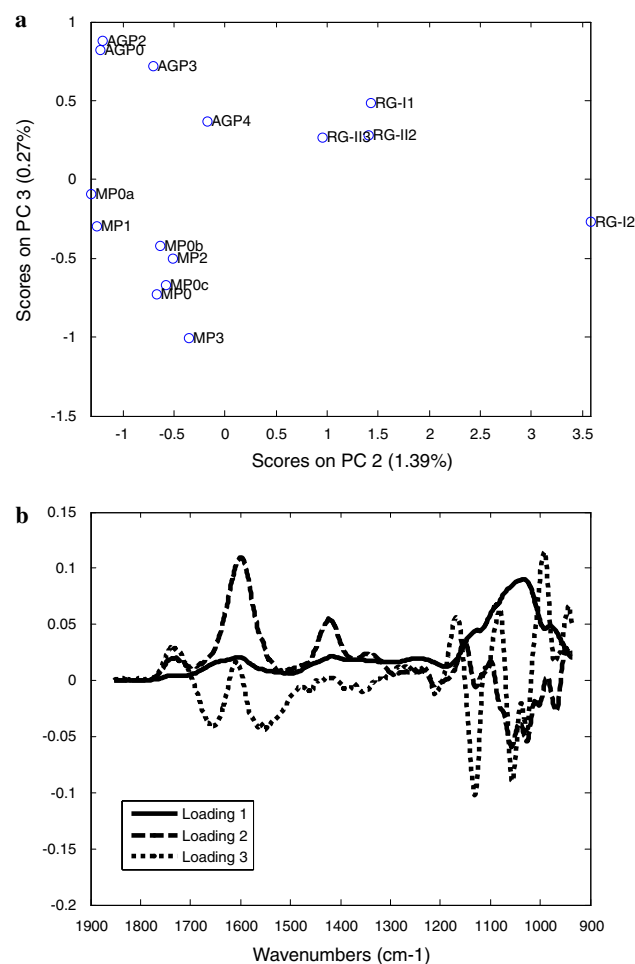 a
1
0.5
0
-0.5
-1
-1.5
Scores on PC 3 (0.27%)
AGP2
AGP0
AGP3
AGP4
RG-I1
RG-II3
RG-II2
RG-I2
MP0a
MP1
MP0b
MP2
MP0c
MP0
MP3
-1 -0.5 0 0.5 1 1.5 2 2.5 3 3.5
Scores on PC 2 (1.39%)
b
0.15
0.1
0.05
0
-0.05
-0.1
-0.15
-0.2
Loading 1
Loading 2
Loading 3
1900 1800 1700 1600 1500 1400 1300 1200 1100 1000 900
Wavenumbers (cm-1)